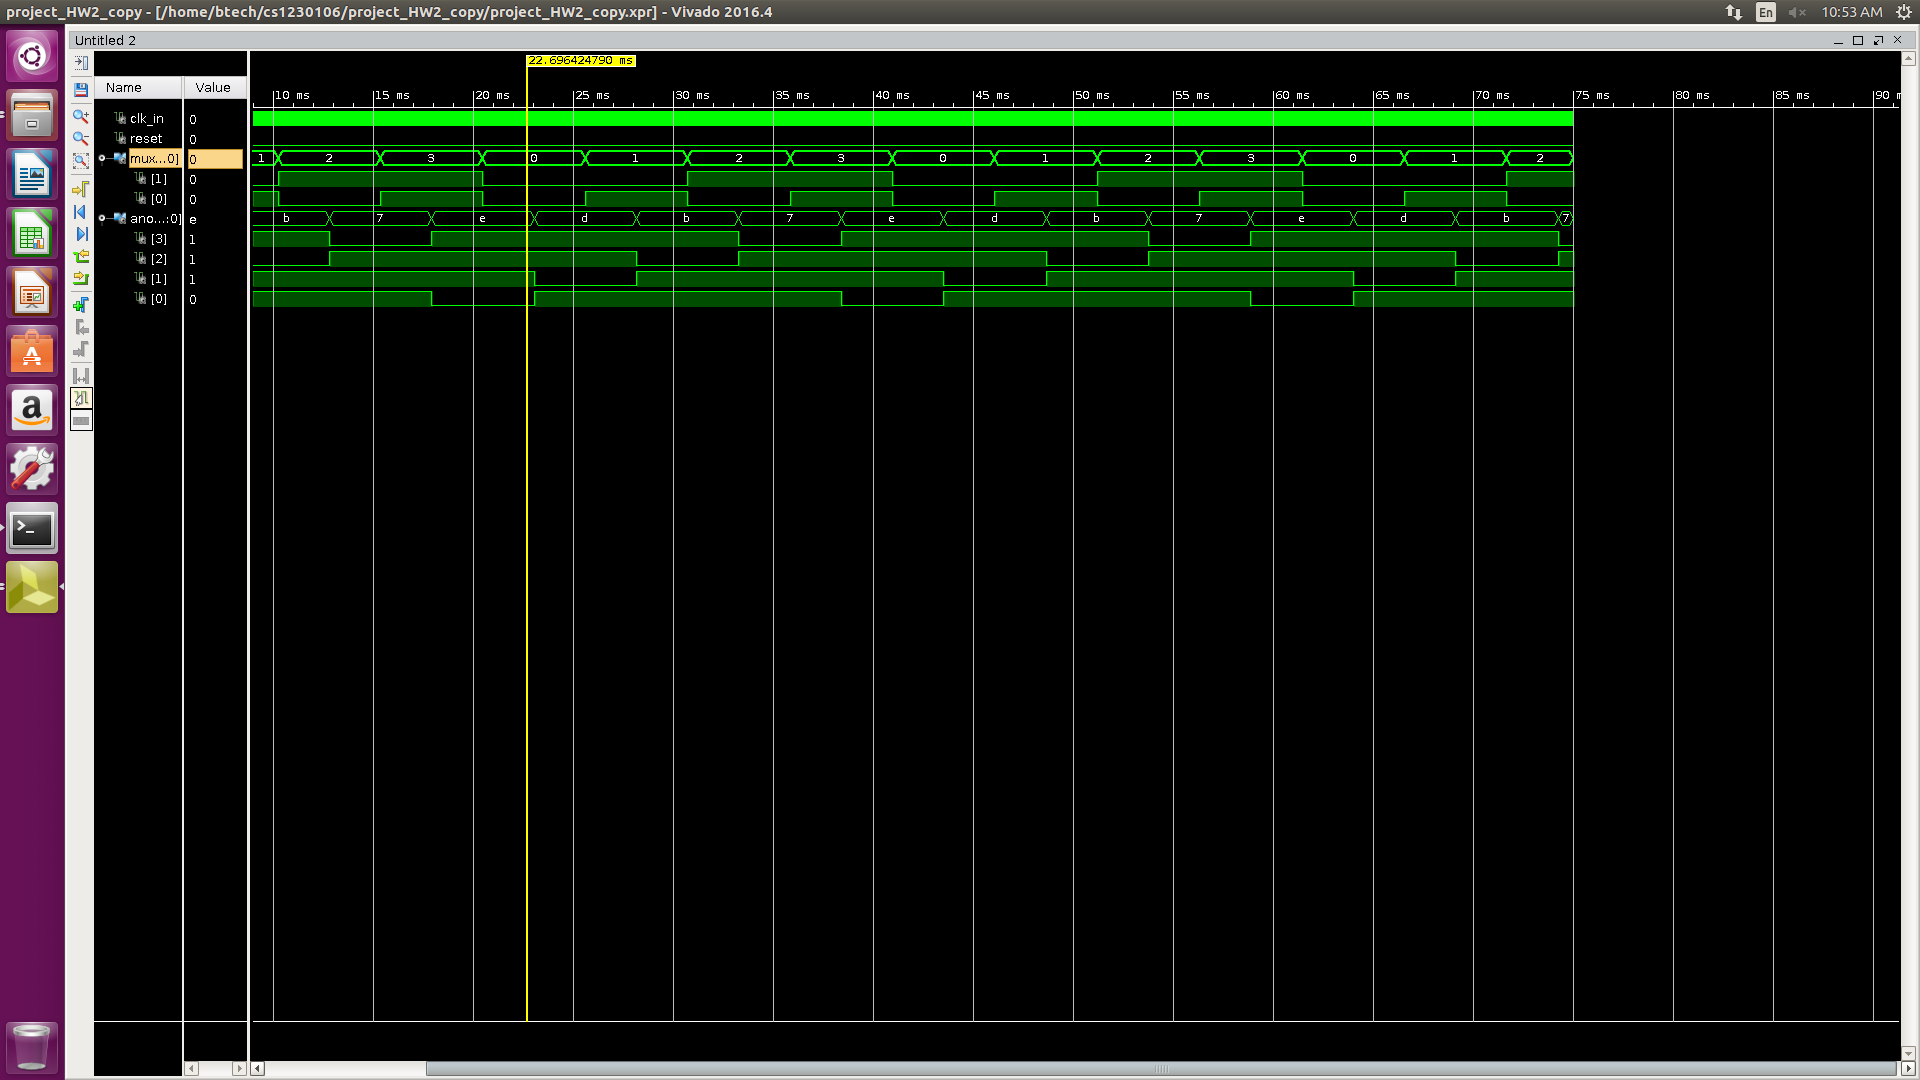 project_HW2_copy - [/home/btech/cs1230106/project_HW2_copy/project_HW2_copy.xpr] - Vivado 2016.4
En
10:53 AM
Untitled 2
22.696424790 ms
Name Value
10 ms 15 ms 20 ms 25 ms 30 ms 35 ms 40 ms 45 ms 50 ms 55 ms 60 ms 65 ms 70 ms 75 ms 80 ms 85 ms 90
clk_in 0
reset 0
mux...0] 0 1 2 3 0 1 2 3 0 1 2 3 0 1 2
[1] 0
[0] 0
ano...:0] e b 7 e d b 7 e d b 7 e d b 7
[3] 1
[2] 1
[1] 1
[0] 0